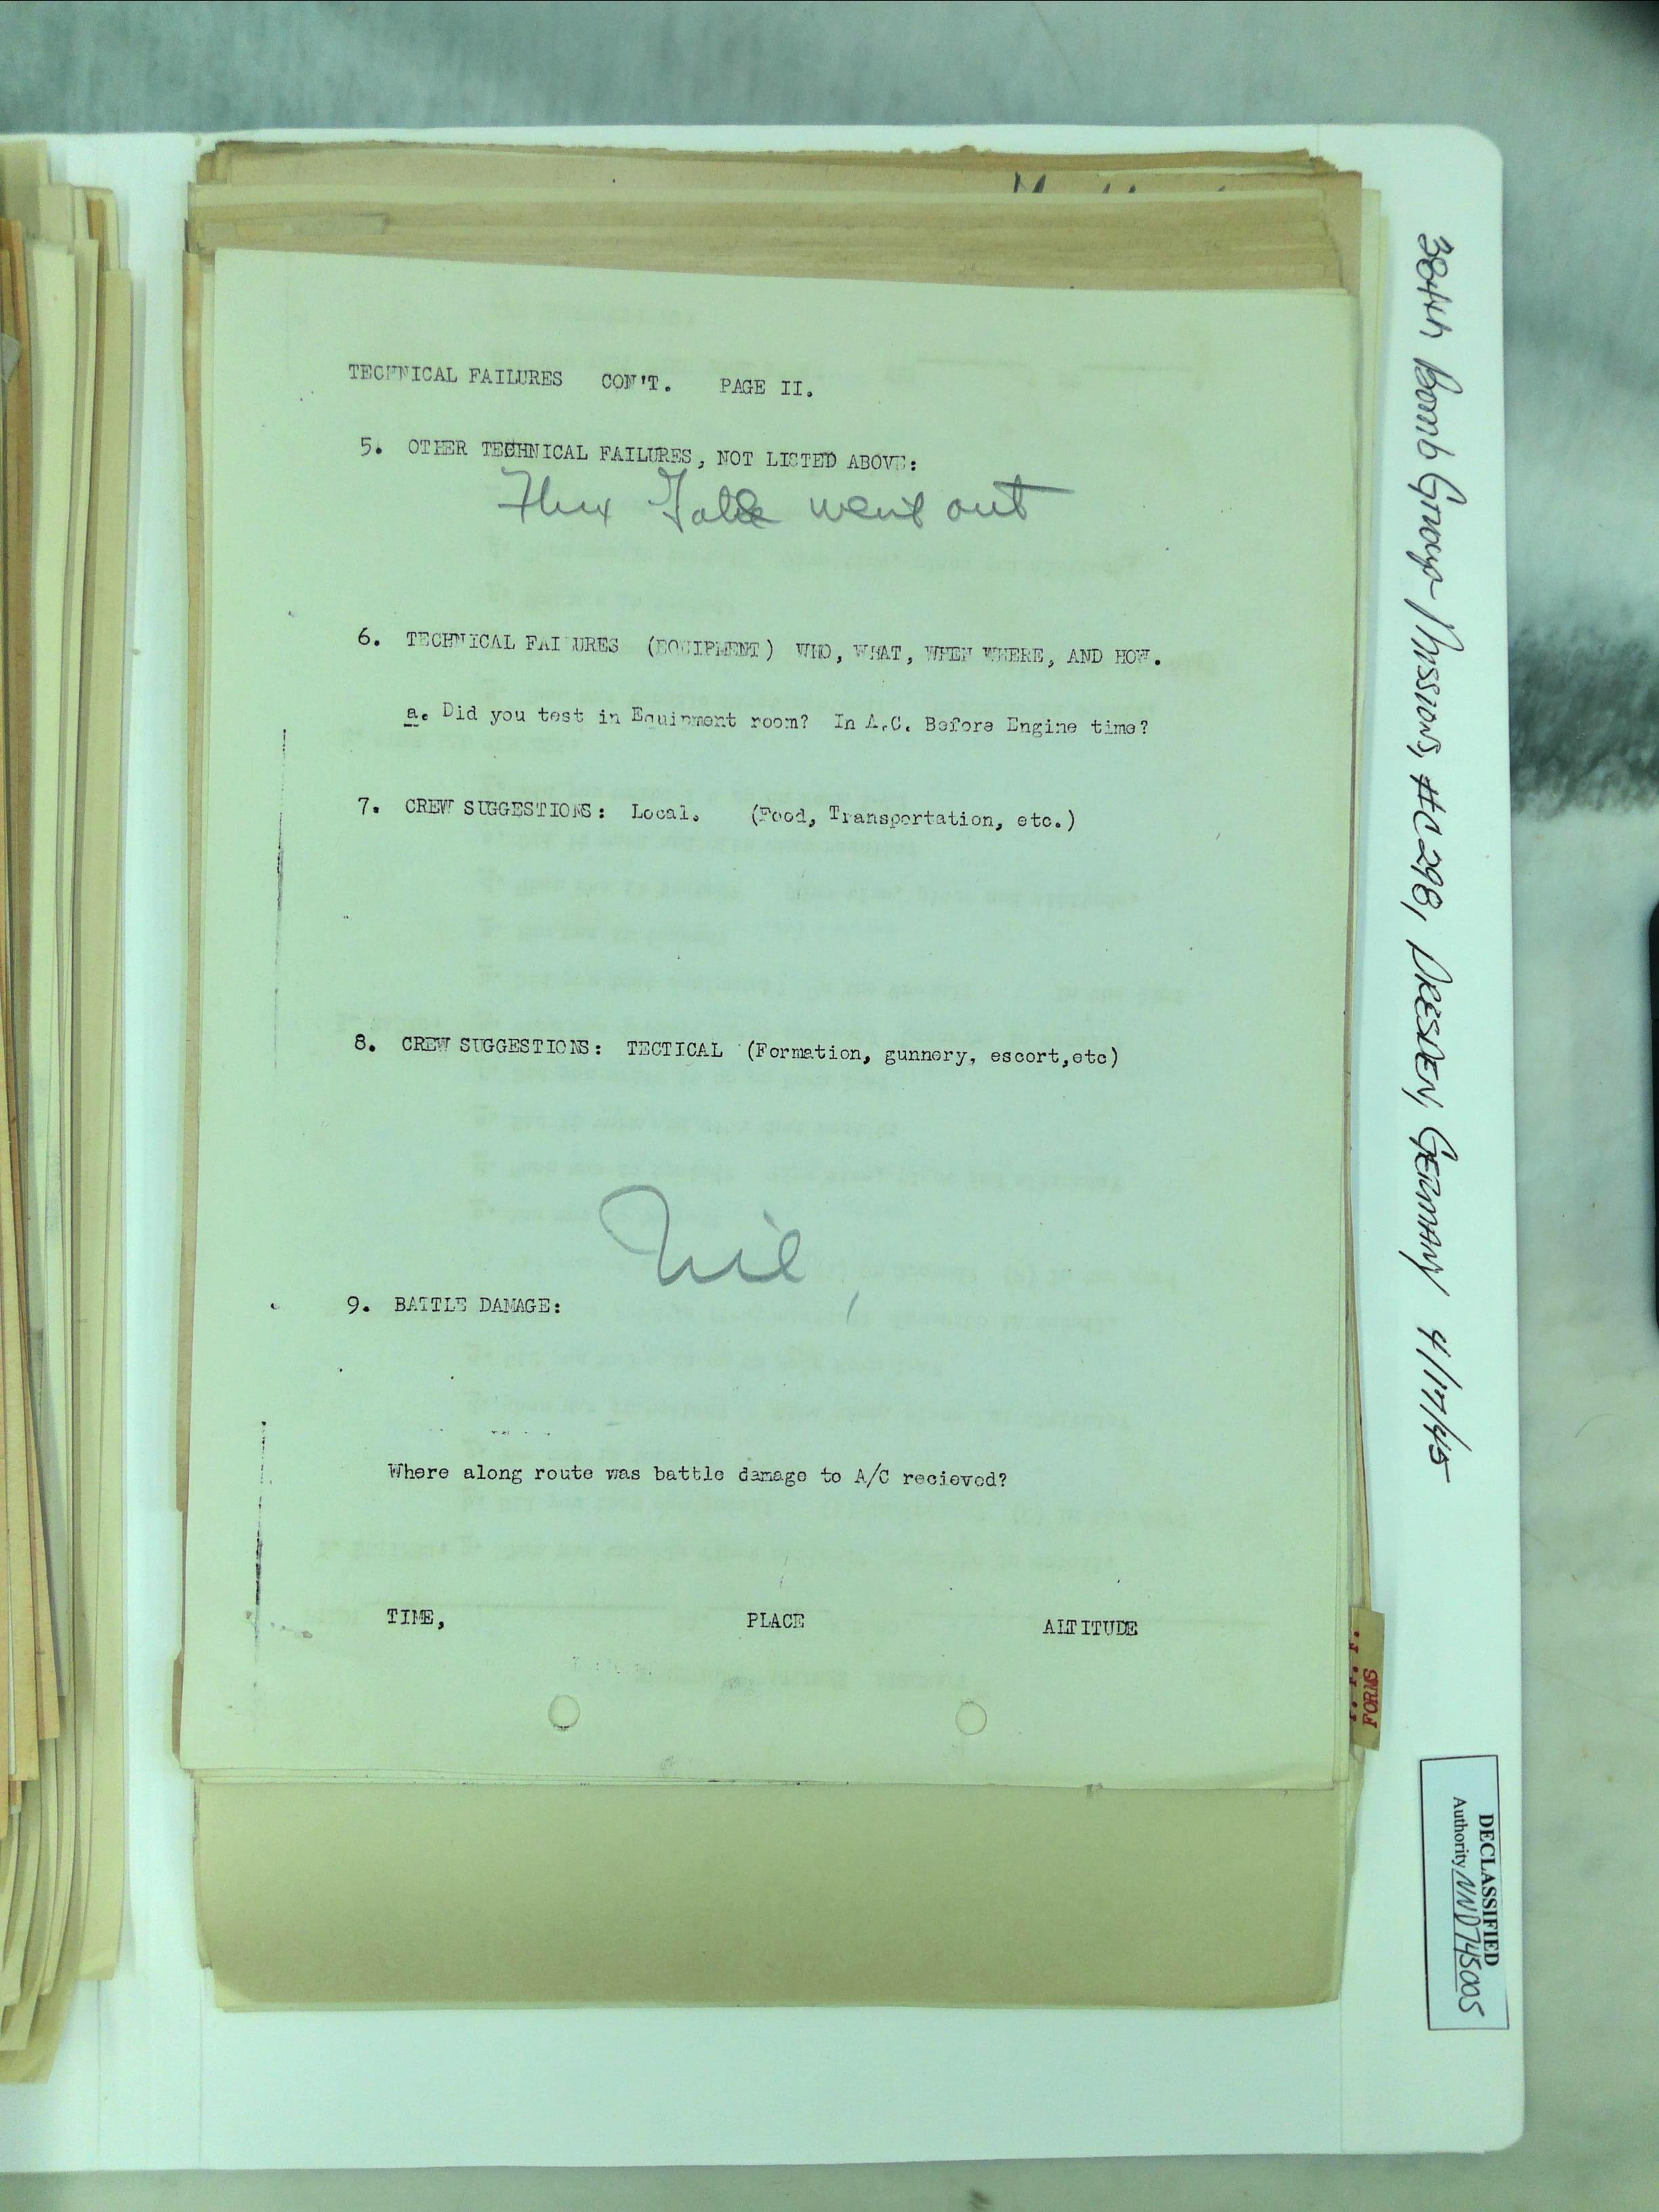 TECHNICAL FAILURES CON'T. PAGE II.
5. OTHER TECHNICAL FAILURES, NOT LISTED ABOVE:
Flux Gate went out
6. TECHNICAL FAILURES (EQUIPMENT) WHO, WHAT, WHEN WHERE, AND HOW.
a. Did you test in Equipment room? In A.C. Before Engine time?
7. CREW SUGGESTIONS: Local. (Food, Transportation, etc.)
8. CREW SUGGESTIONS: TECTICAL (Formation, gunnery, escort,etc)
Nil
9. BATTLE DAMAGE:
Where along route was battle damage to A/C recieved?
TIME, PLACE ALTITUDE
FORMS
384th Bomb Group - Missions, #C298, DRESDEN, GERMANY 4/17/45
DECLASSIFIED
Authority NND745005